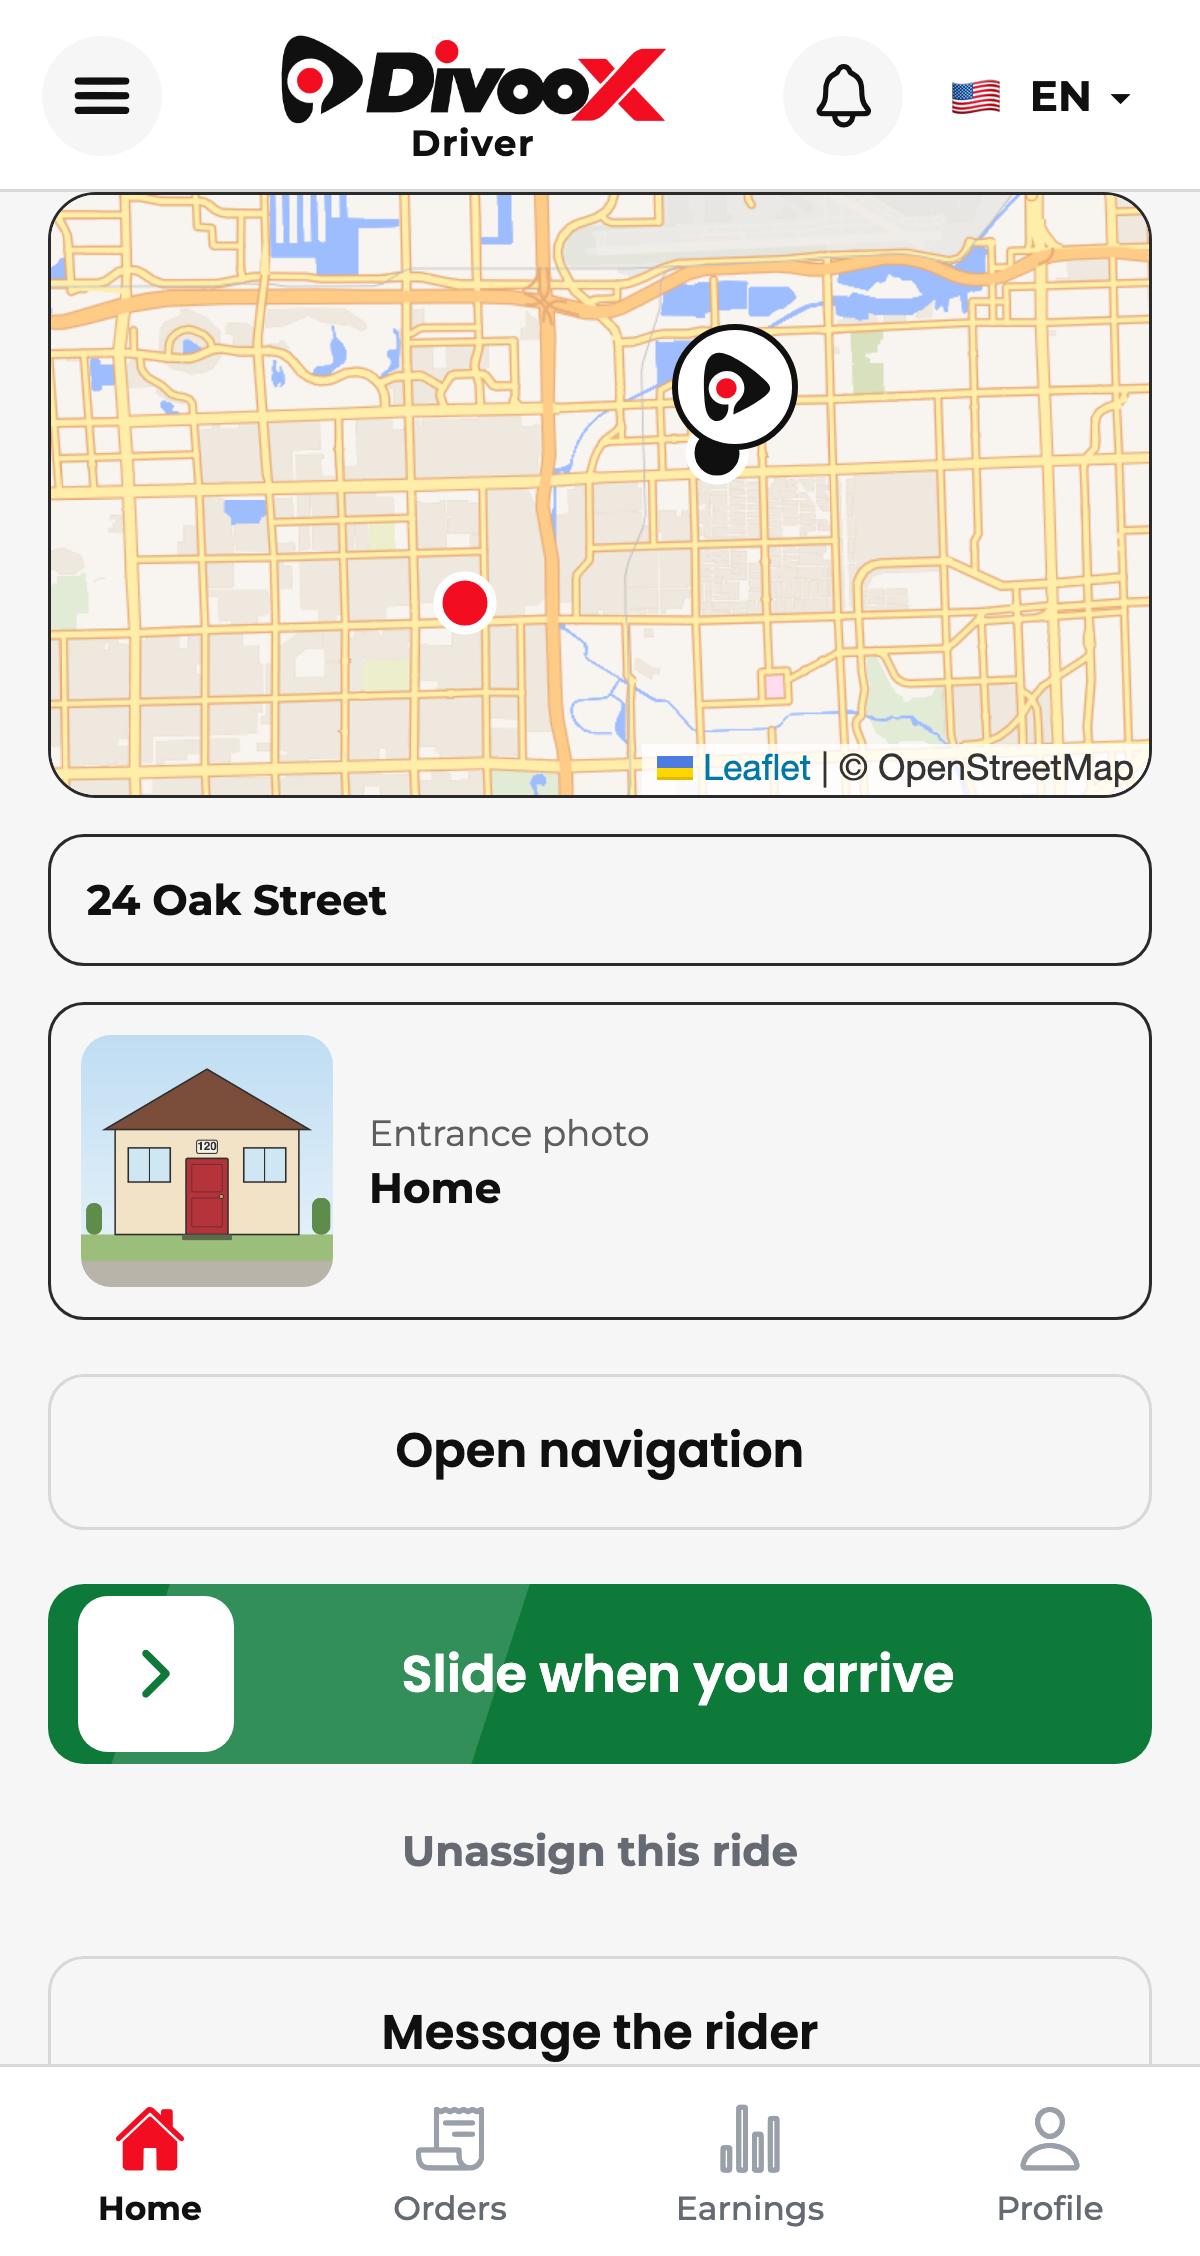 DivooX
Driver
EN
Leaflet | © OpenStreetMap
24 Oak Street
120
Entrance photo
Home
Open navigation
Slide when you arrive
Unassign this ride
Message the rider
Home
Orders
Earnings
Profile